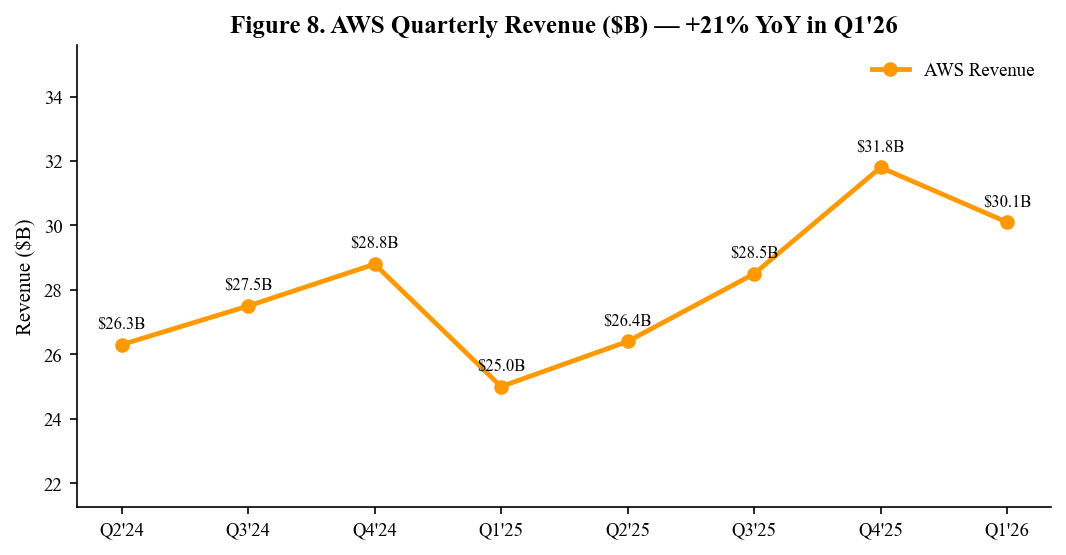 Figure 8. AWS Quarterly Revenue ($B) — +21% YoY in Q1'26
AWS Revenue
Revenue ($B)
34
32
30
28
26
24
22
$26.3B
$27.5B
$28.8B
$25.0B
$26.4B
$28.5B
$31.8B
$30.1B
Q2'24
Q3'24
Q4'24
Q1'25
Q2'25
Q3'25
Q4'25
Q1'26